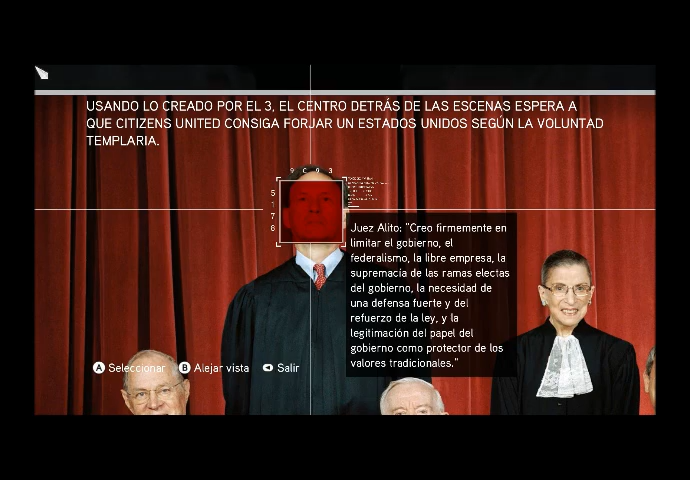 USANDO LO CREADO POR EL 3, EL CENTRO DETRÁS DE LAS ESCENAS ESPERA A
QUE CITIZENS UNITED CONSIGA FORJAR UN ESTADOS UNIDOS SEGÚN LA VOLUNTAD
TEMPLARIA.
9 C 9 3
5
1
7
6
Juez Alito: "Creo firmemente en
limitar el gobierno, el
federalismo, la libre empresa, la
supremacía de las ramas electas
del gobierno, la necesidad de
una defensa fuerte y del
refuerzo de la ley, y la
legitimación del papel del
gobierno como protector de los
valores tradicionales."
A Seleccionar B Alejar vista Salir